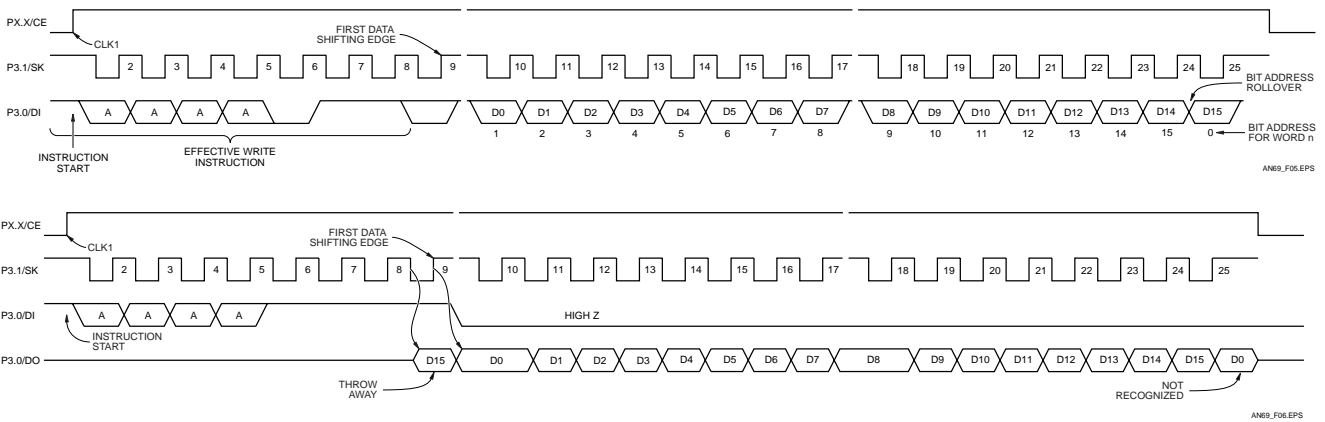 PX.X/CE
CLK1
FIRST DATA
SHIFTING EDGE
P3.1/SK 2 3 4 5 6 7 8 9 10 11 12 13 14 15 16 17 18 19 20 21 22 23 24 25
BIT ADDRESS
ROLLOVER
P3.0/DI A A A A D0 D1 D2 D3 D4 D5 D6 D7 D8 D9 D10 D11 D12 D13 D14 D15
1 2 3 4 5 6 7 8 9 10 11 12 13 14 15 0
BIT ADDRESS
FOR WORD n
INSTRUCTION
START
EFFECTIVE WRITE
INSTRUCTION
AN69_F05.EPS
PX.X/CE
CLK1
FIRST DATA
SHIFTING EDGE
P3.1/SK 2 3 4 5 6 7 8 9 10 11 12 13 14 15 16 17 18 19 20 21 22 23 24 25
P3.0/DI A A A A HIGH Z
INSTRUCTION
START
P3.0/DO D15 D0 D1 D2 D3 D4 D5 D6 D7 D8 D9 D10 D11 D12 D13 D14 D15 D0
THROW
AWAY
NOT
RECOGNIZED
AN69_F06.EPS